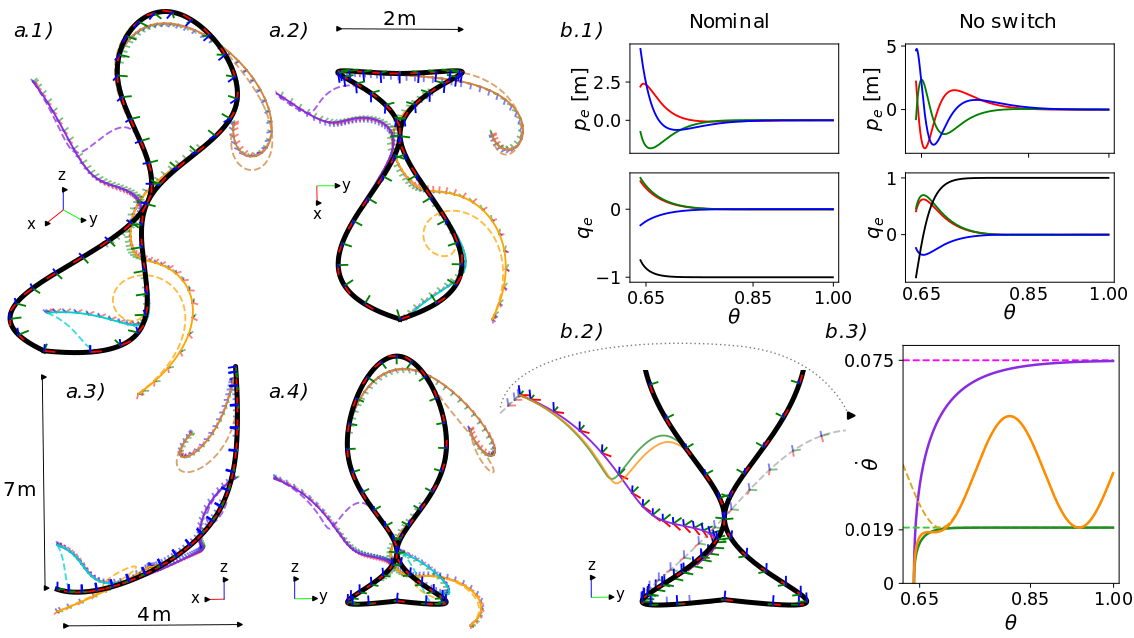 a.1)
a.2)
2m
b.1)
Nominal
No switch
p_e [m]
2.5
0.0
p_e [m]
5
0
z
y
x
y
x
q_e
0
−1
0.65
0.85
1.00
θ
q_e
1
0
0.65
0.85
1.00
θ
a.3)
7m
z
x
4m
a.4)
z
y
b.2)
z
y
b.3)
0.075
θ̇
0.019
0
0.65
0.85
1.00
θ